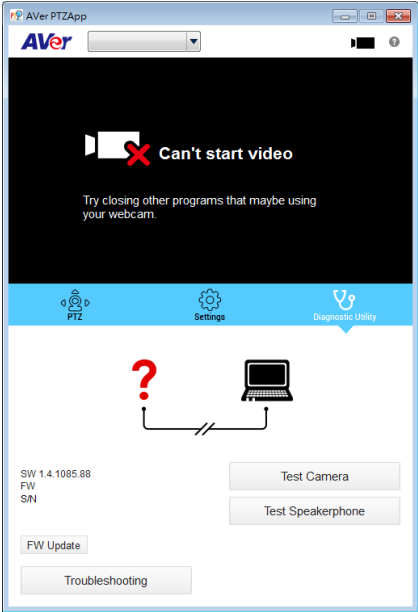 AVer PTZApp
AVer
Can't start video
Try closing other programs that maybe using
your webcam.
PTZ
Settings
Diagnostic Utility
?
SW 1.4.1085.88
FW
S/N
Test Camera
Test Speakerphone
FW Update
Troubleshooting